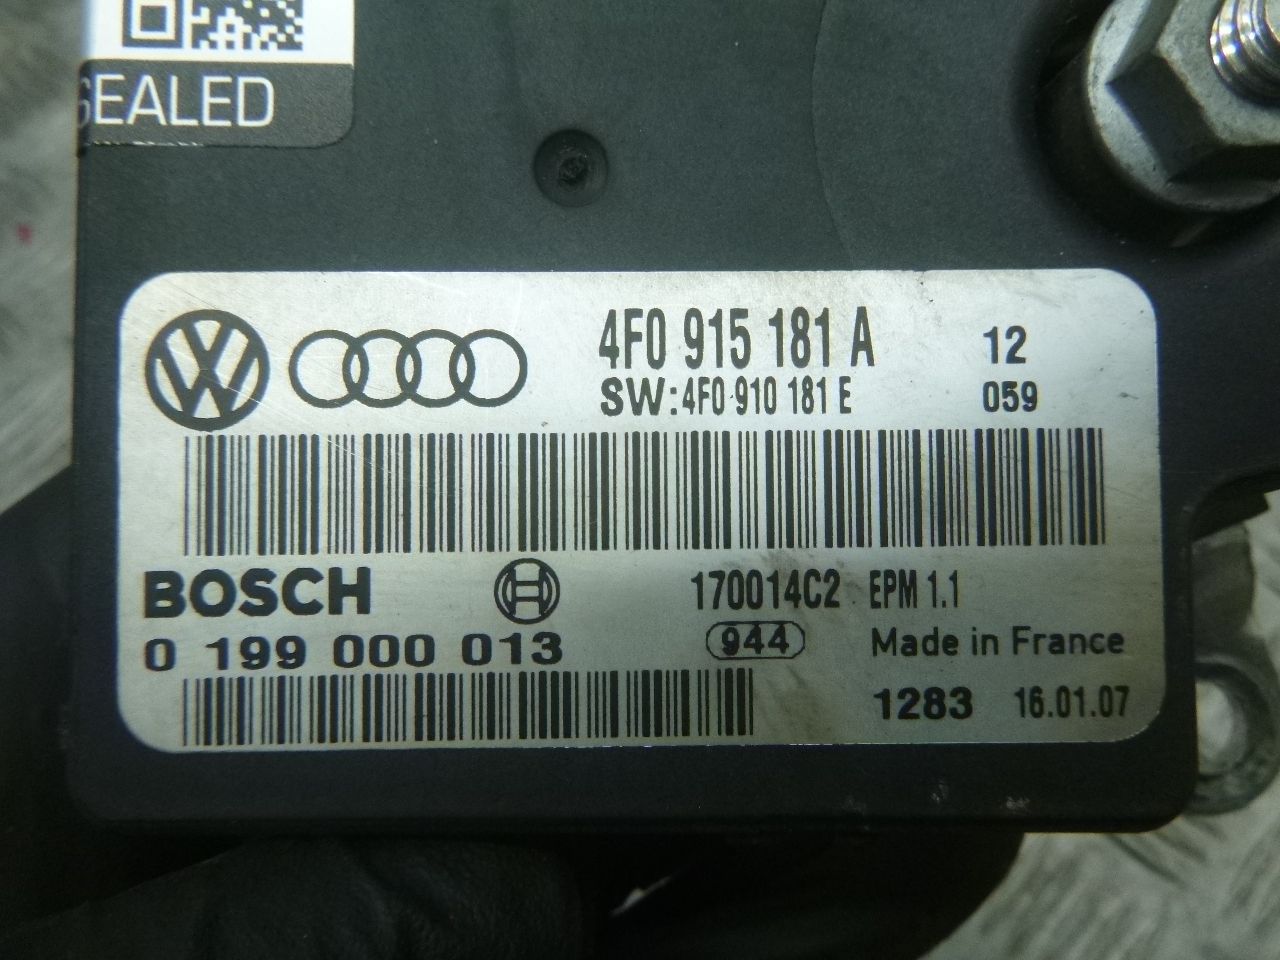 SEALED
4F0 915 181 A 12
SW:4F0 910 181 E 059
BOSCH 170014C2 EPM 1.1
0 199 000 013 944 Made in France
1283 16.01.07